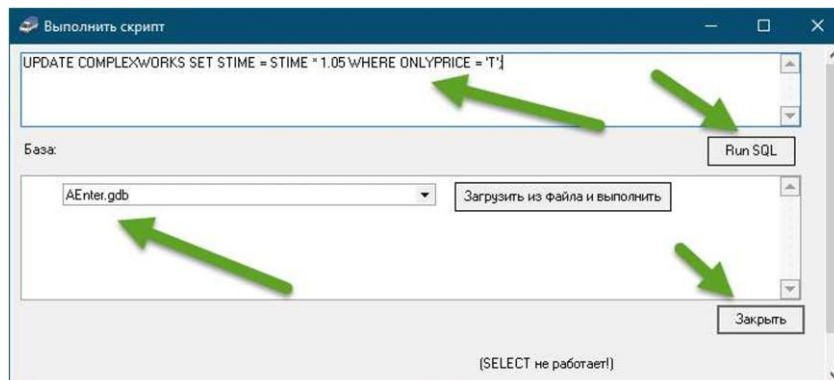 Выполнить скрипт
UPDATE COMPLEXWORKS SET STIME = STIME * 1.05 WHERE ONLYPRICE = 'T';
База:
Run SQL
AEnter.gdb
Загрузить из файла и выполнить
Закрыть
(SELECT не работает!)